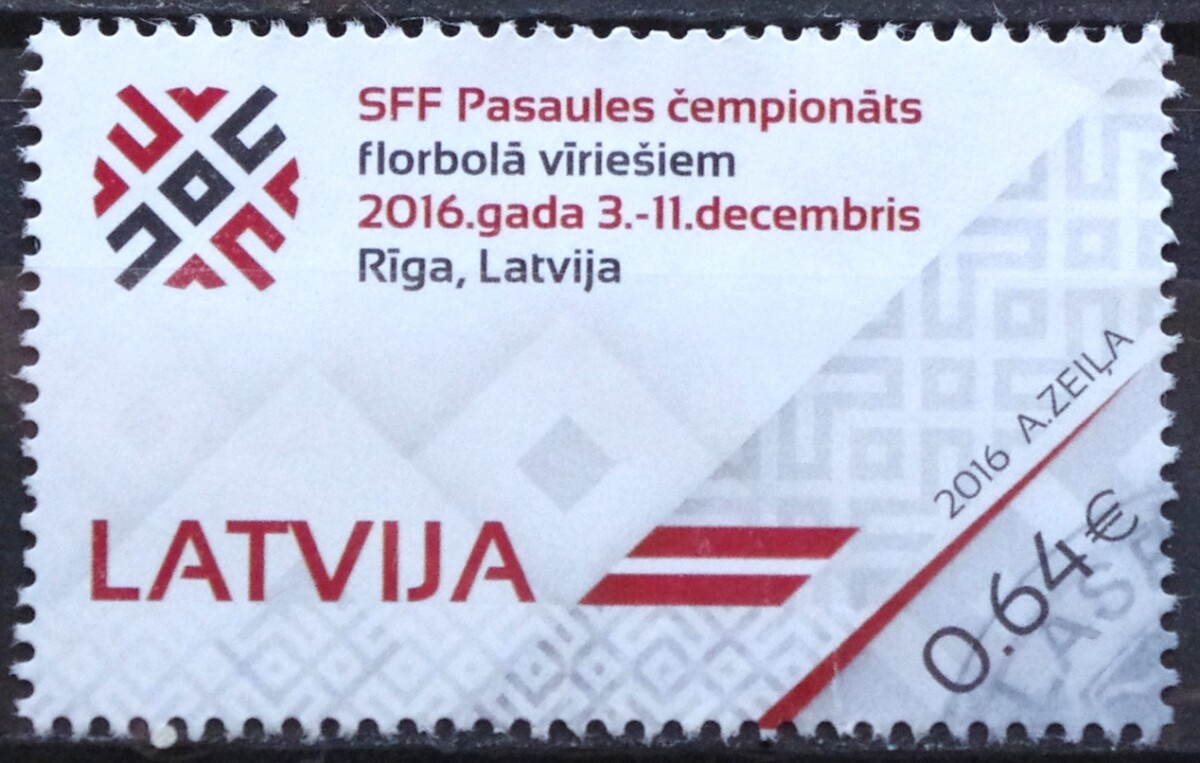 SFF Pasaules čempionāts
florbolā vīriešiem
2016.gada 3.-11.decembris
Rīga, Latvija
2016 A.ZEIĻA
LATVIJA
0.64€